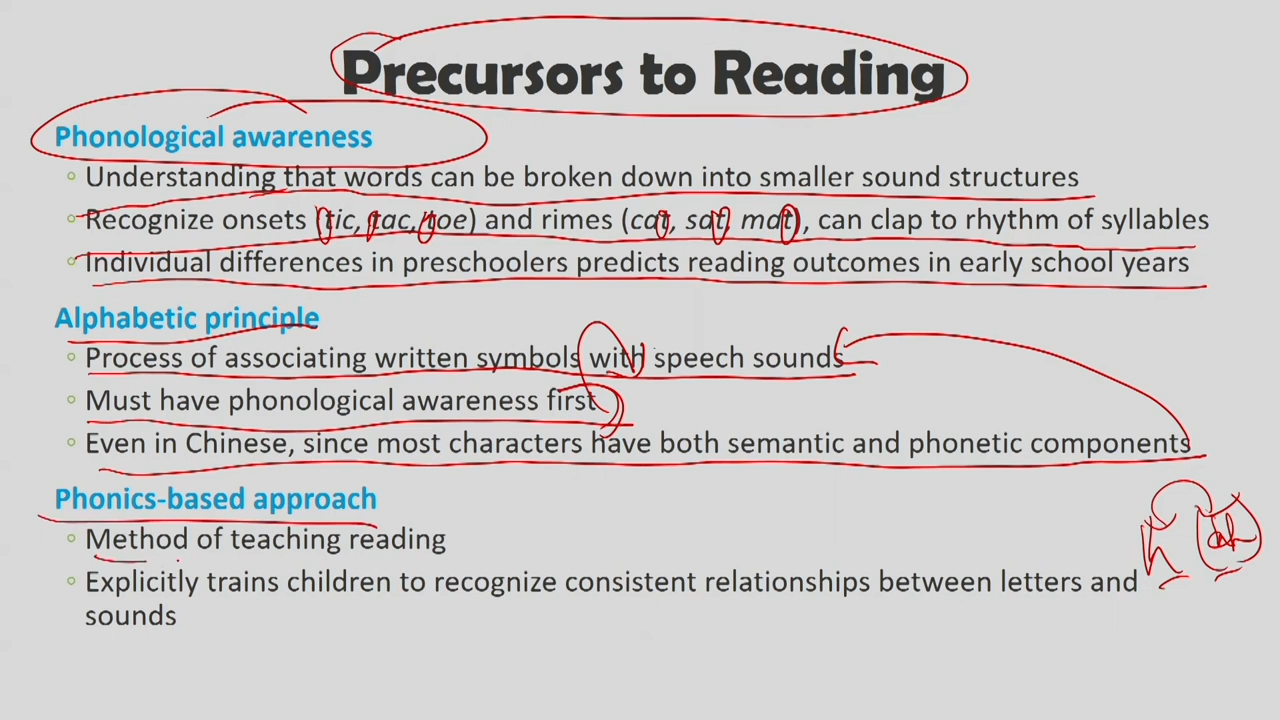 Precursors to Reading
Phonological awareness
Understanding that words can be broken down into smaller sound structures
Recognize onsets (tic, tac, toe) and rimes (cat, sat, mat), can clap to rhythm of syllables
Individual differences in preschoolers predicts reading outcomes in early school years
Alphabetic principle
Process of associating written symbols with speech sounds
Must have phonological awareness first
Even in Chinese, since most characters have both semantic and phonetic components
Phonics-based approach
Method of teaching reading
Explicitly trains children to recognize consistent relationships between letters and
sounds